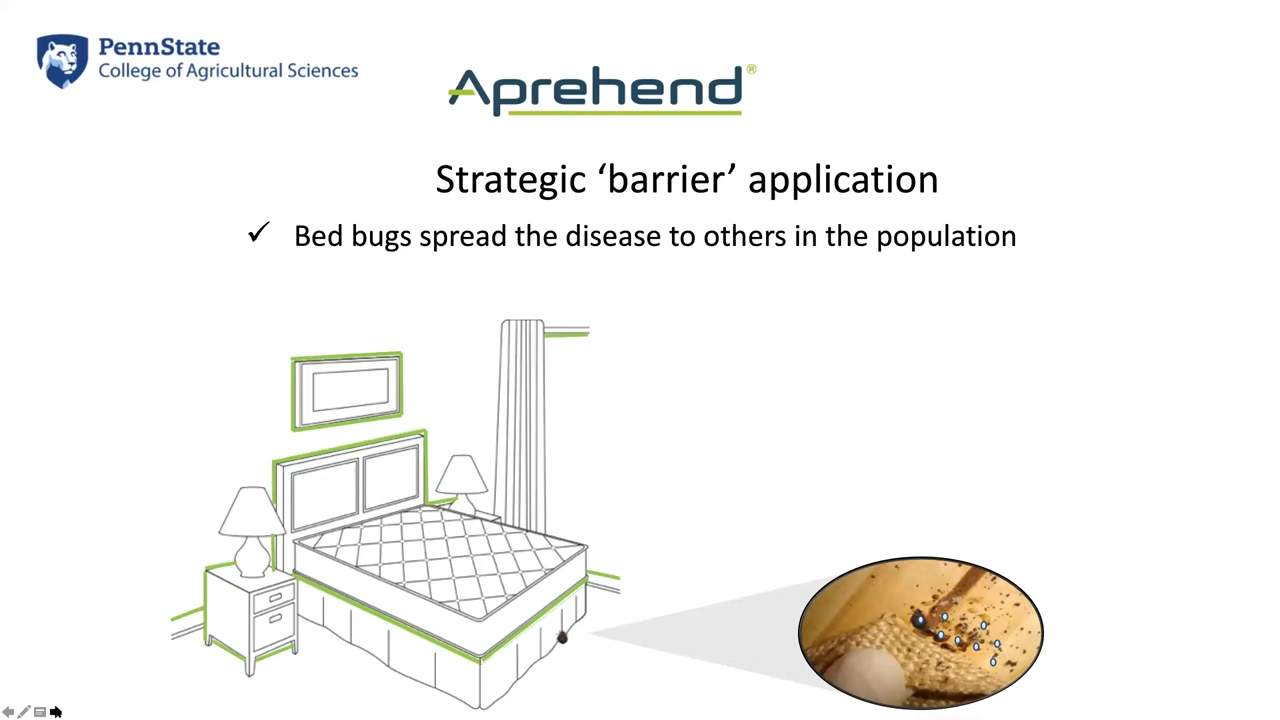 PennState
College of Agricultural Sciences
Aprehend®
Strategic ‘barrier’ application
✓ Bed bugs spread the disease to others in the population